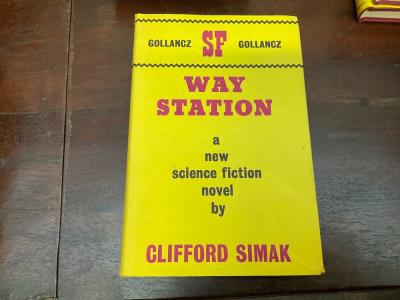 GOLLANCZ SF GOLLANCZ
WAY
STATION
a
new
science fiction
novel
by
CLIFFORD SIMAK